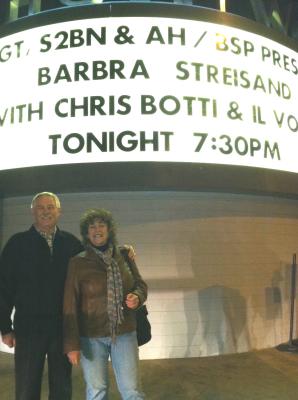 GT, S2BN & AH / BSP PRES
BARBRA STREISAND
WITH CHRIS BOTTI & IL VO
TONIGHT 7:30PM